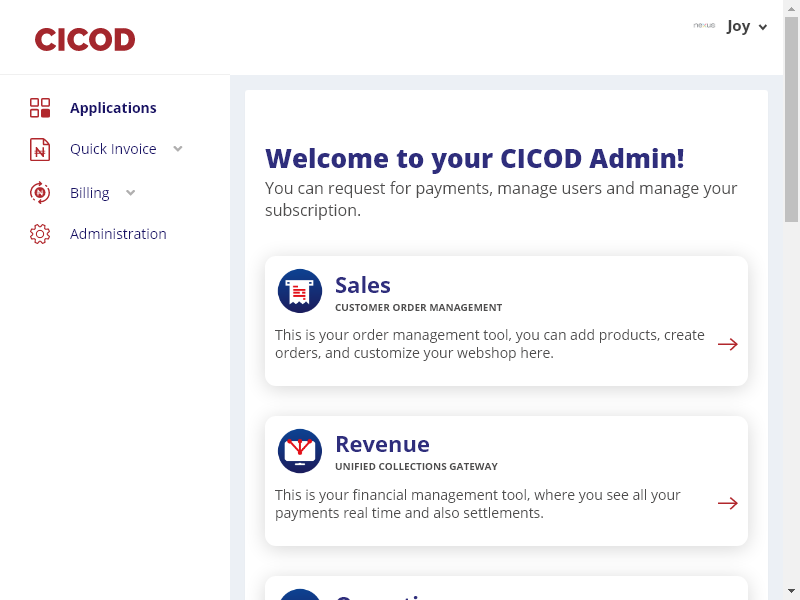 CICOD
nexus
Joy
Applications
Quick Invoice
Billing
Administration
Welcome to your CICOD Admin!
You can request for payments, manage users and manage your
subscription.
Sales
CUSTOMER ORDER MANAGEMENT
This is your order management tool, you can add products, create
orders, and customize your webshop here.
Revenue
UNIFIED COLLECTIONS GATEWAY
This is your financial management tool, where you see all your
payments real time and also settlements.